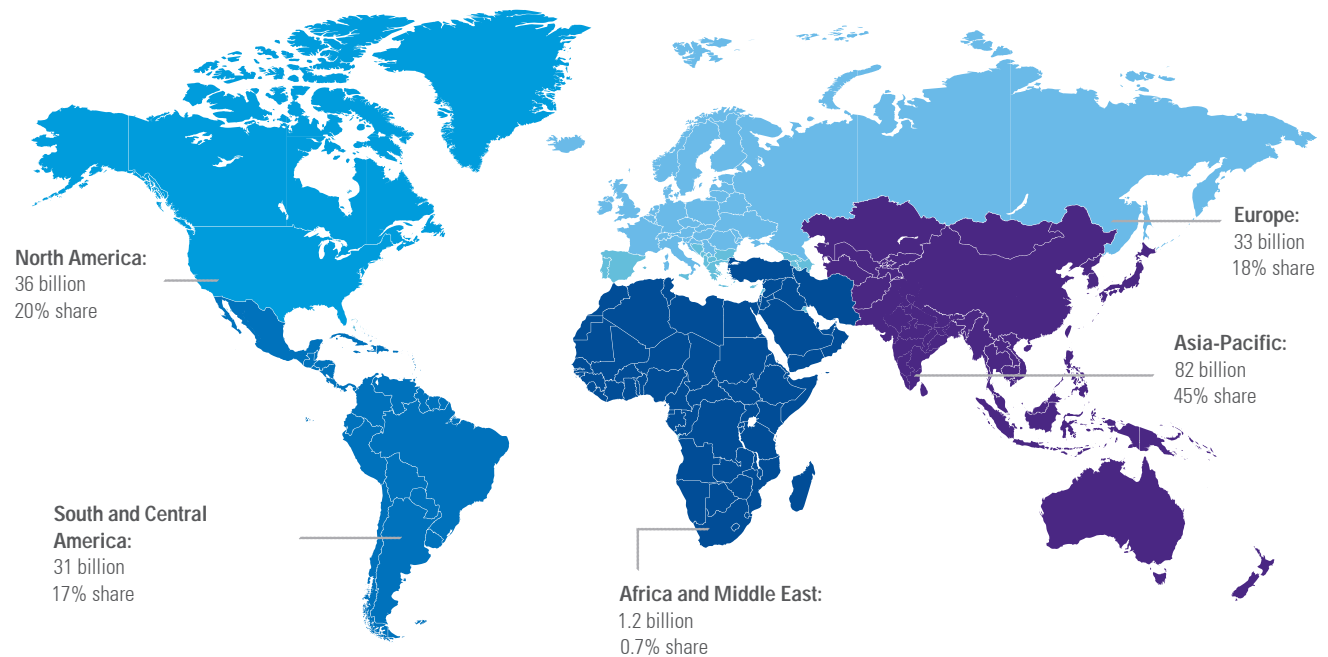 North America:
36 billion
20% share
South and Central
America:
31 billion
17% share
Africa and Middle East:
1.2 billion
0.7% share
Europe:
33 billion
18% share
Asia-Pacific:
82 billion
45% share